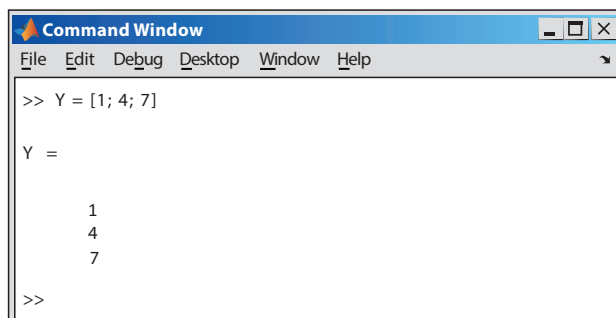 Command Window
File Edit Debug Desktop Window Help
>> Y = [1; 4; 7]
Y =
1
4
7
>>